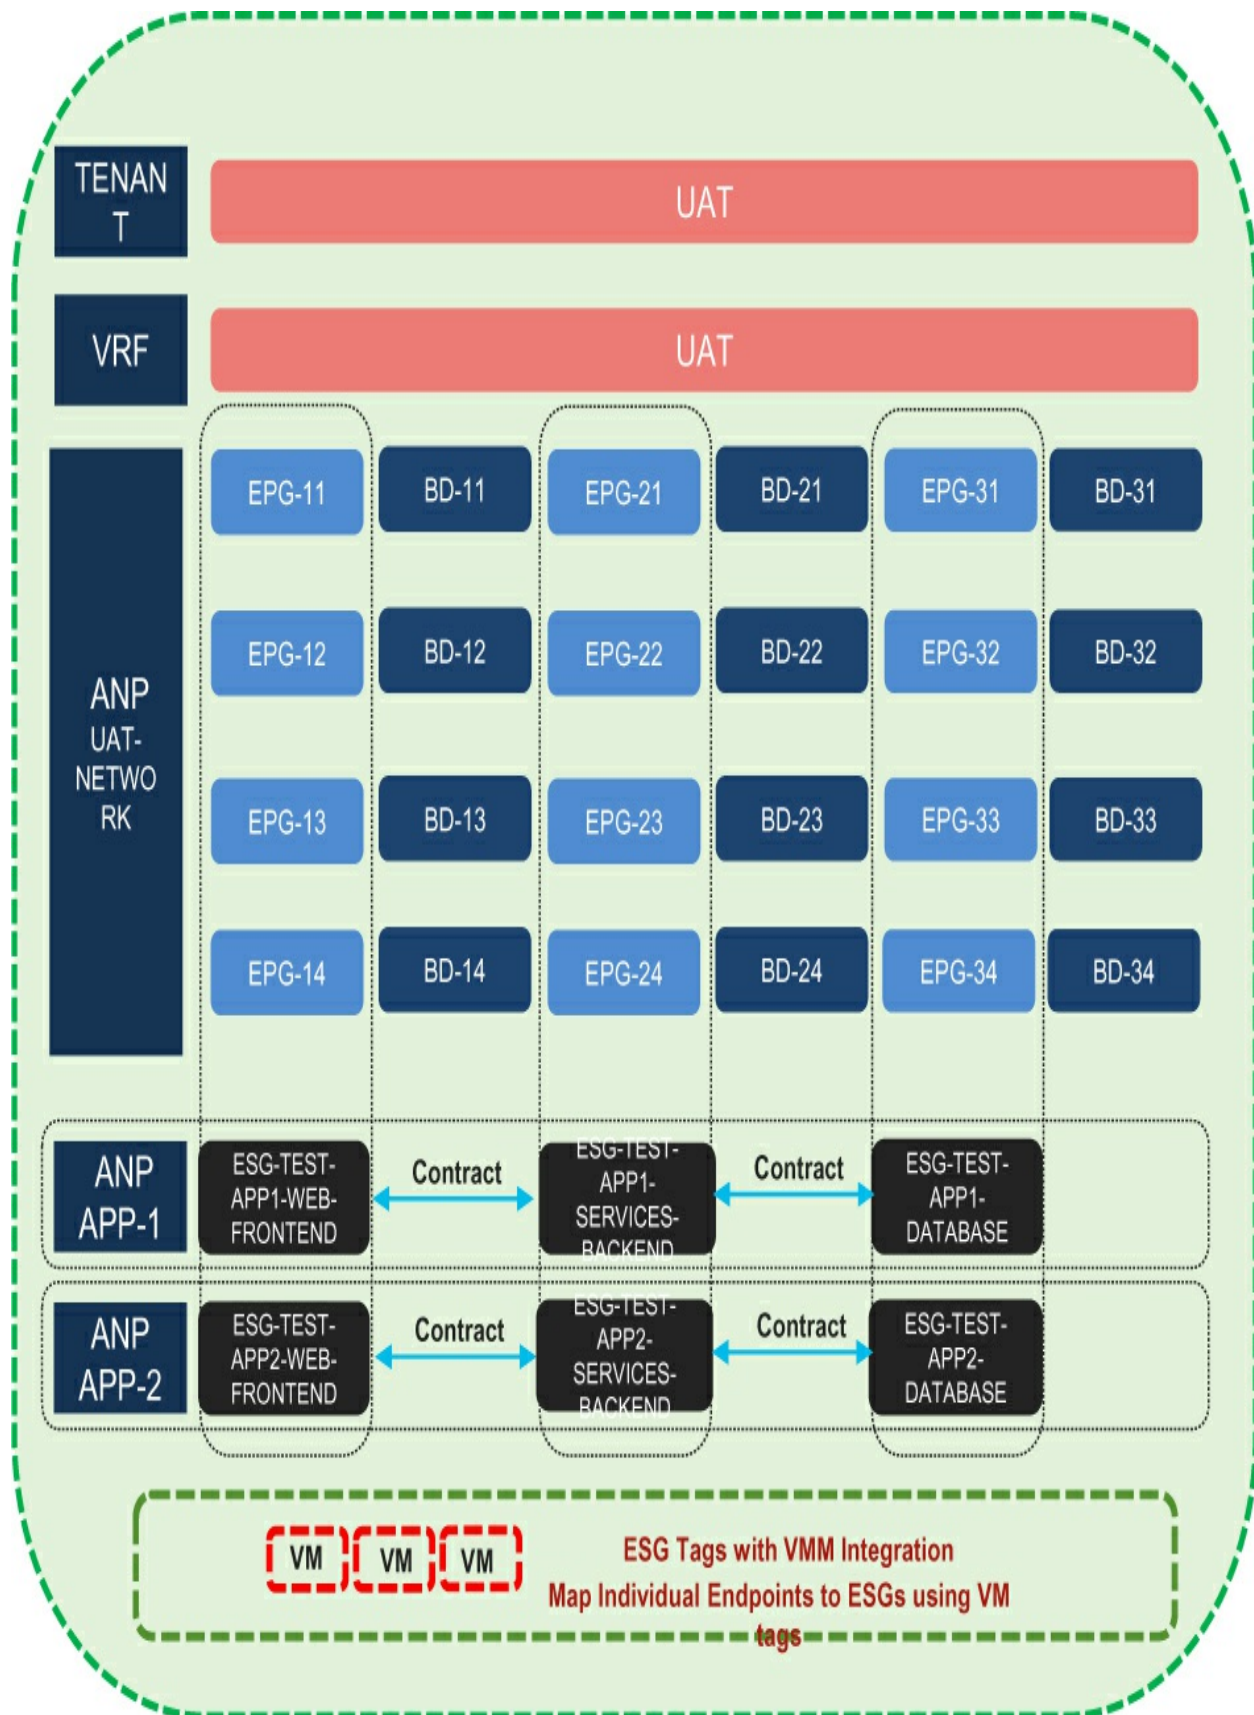 TENAN
T
UAT
VRF
UAT
ANP
UAT-
NETWO
RK
EPG-11
BD-11
EPG-21
BD-21
EPG-31
BD-31
EPG-12
BD-12
EPG-22
BD-22
EPG-32
BD-32
EPG-13
BD-13
EPG-23
BD-23
EPG-33
BD-33
EPG-14
BD-14
EPG-24
BD-24
EPG-34
BD-34
ANP
APP-1
ESG-TEST-
APP1-WEB-
FRONTEND
Contract
ESG-TEST-
APP1-
SERVICES-
BACKEND
Contract
ESG-TEST-
APP1-
DATABASE
ANP
APP-2
ESG-TEST-
APP2-WEB-
FRONTEND
Contract
ESG-TEST-
APP2-
SERVICES-
BACKEND
Contract
ESG-TEST-
APP2-
DATABASE
VM
VM
VM
ESG Tags with VMM Integration
Map Individual Endpoints to ESGs using VM
tags